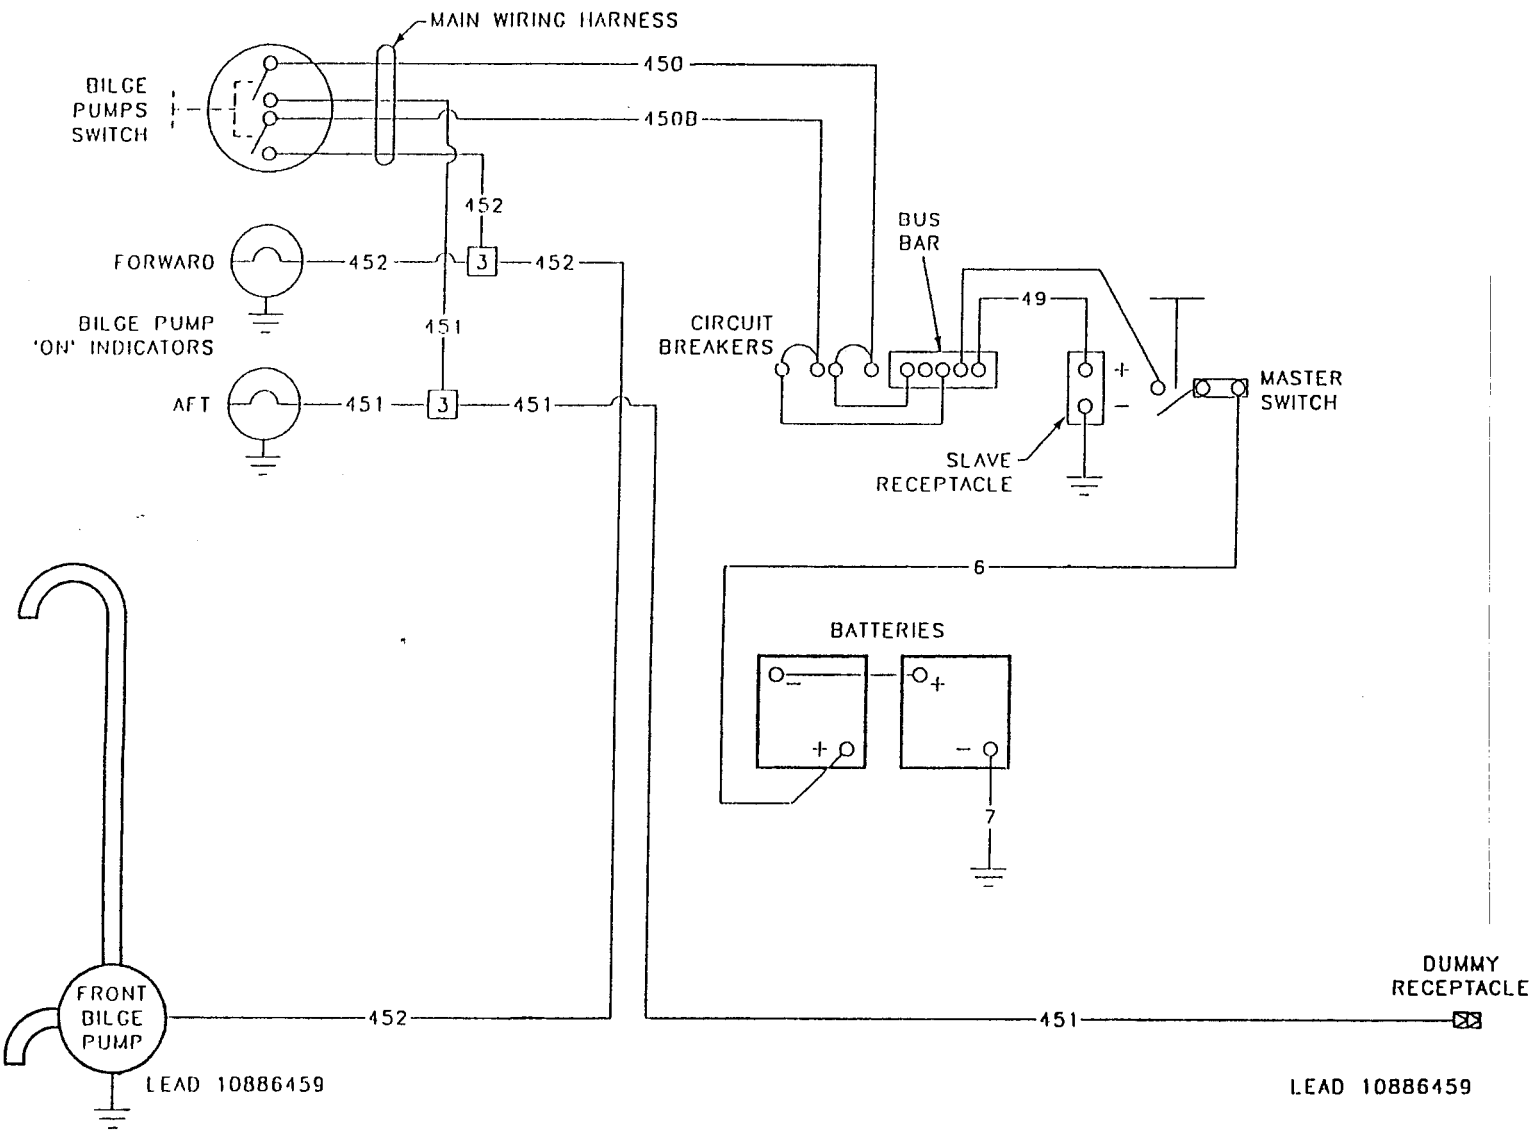 MAIN WIRING HARNESS
450
BILGE
PUMPS
SWITCH
450B
452
BUS
BAR
FORWARD
452
3
452
49
BILGE PUMP
'ON' INDICATORS
451
CIRCUIT
BREAKERS
+
-
MASTER
SWITCH
AFT
451
3
451
SLAVE
RECEPTACLE
6
BATTERIES
-
+
+
-
7
DUMMY
RECEPTACLE
FRONT
BILGE
PUMP
452
451
LEAD 10886459
LEAD 10886459